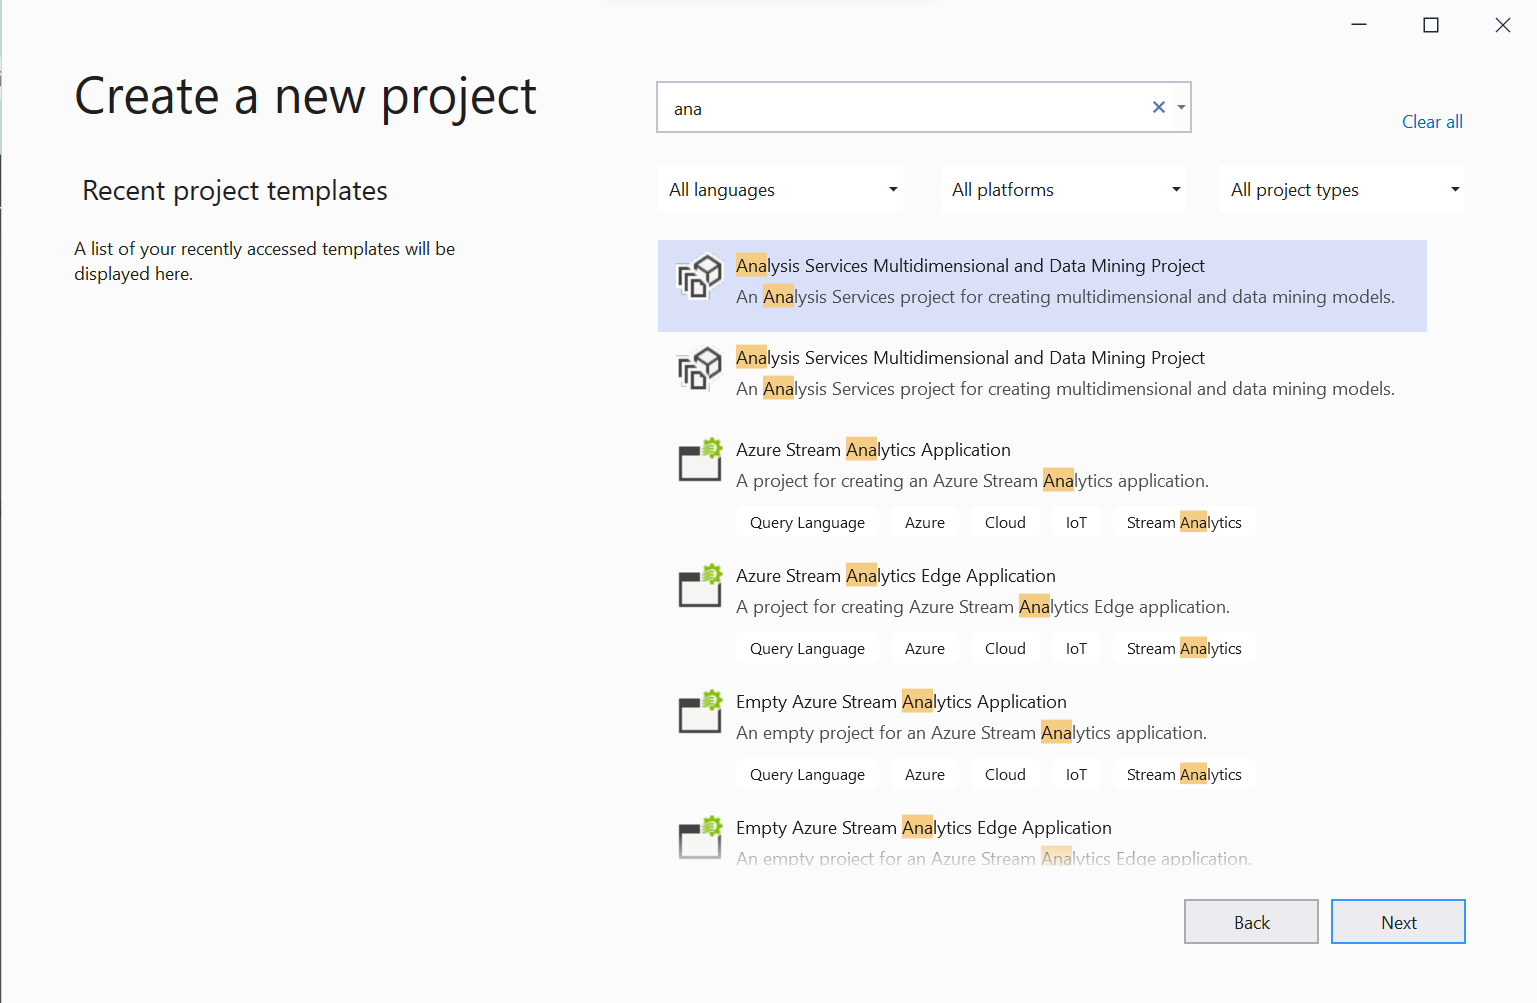 Create a new project
ana
Clear all
Recent project templates
All languages
All platforms
All project types
A list of your recently accessed templates will be
displayed here.
Analysis Services Multidimensional and Data Mining Project
An Analysis Services project for creating multidimensional and data mining models.
Analysis Services Multidimensional and Data Mining Project
An Analysis Services project for creating multidimensional and data mining models.
Azure Stream Analytics Application
A project for creating an Azure Stream Analytics application.
Query Language Azure Cloud IoT Stream Analytics
Azure Stream Analytics Edge Application
A project for creating Azure Stream Analytics Edge application.
Query Language Azure Cloud IoT Stream Analytics
Empty Azure Stream Analytics Application
An empty project for an Azure Stream Analytics application.
Query Language Azure Cloud IoT Stream Analytics
Empty Azure Stream Analytics Edge Application
An empty project for an Azure Stream Analytics Edge application.
Back
Next